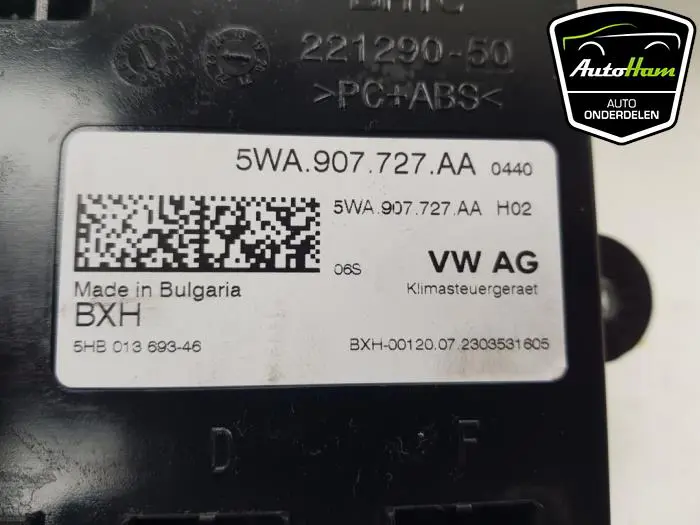 221290-50
>PC+ABS<
AutoHam
AUTO
ONDERDELEN
5WA.907.727.AA 0440
5WA.907.727.AA H02
06S VW AG
Made in Bulgaria Klimasteuergeraet
BXH
5HB 013 693-46 BXH-00120.07.2303531605
D F